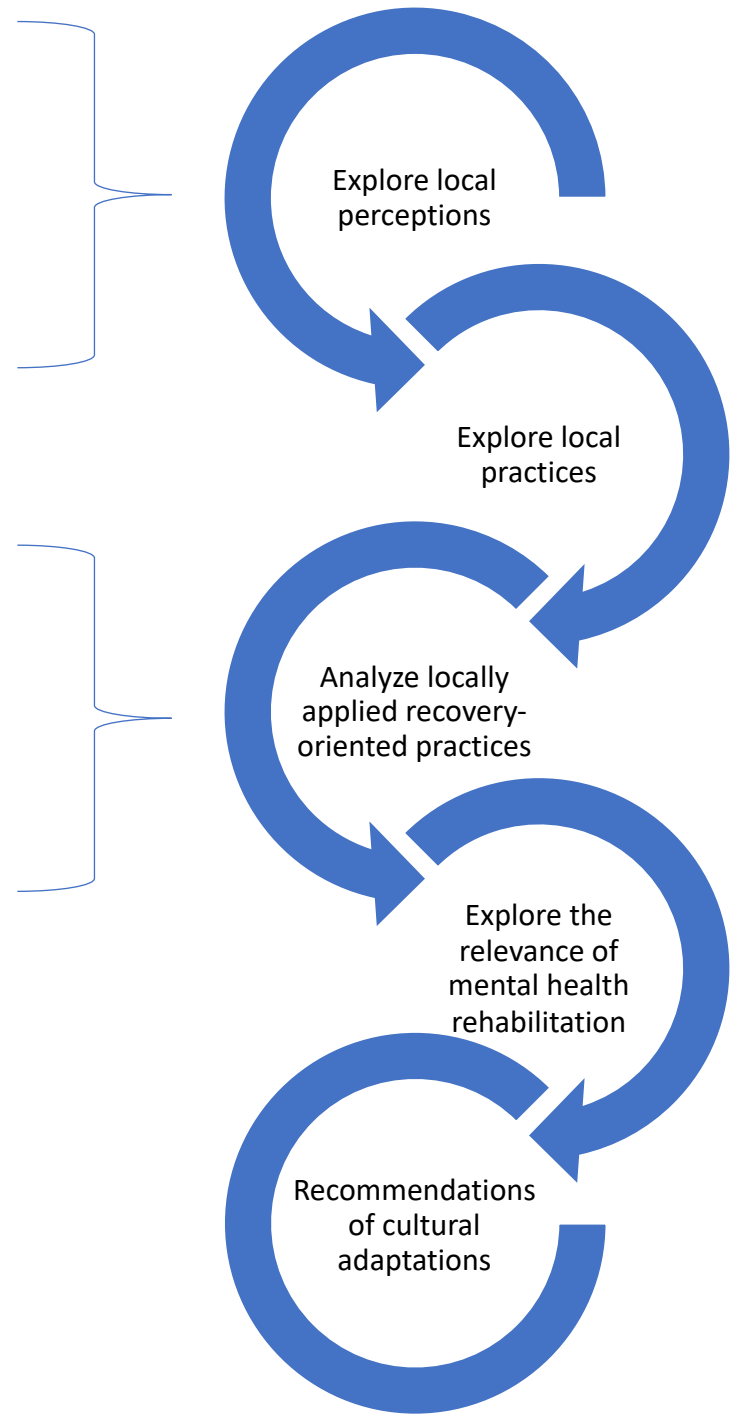 Explore local
perceptions
Explore local
practices
Analyze locally
applied recovery-
oriented practices
Explore the
relevance of
mental health
rehabilitation
Recommendations
of cultural
adaptations